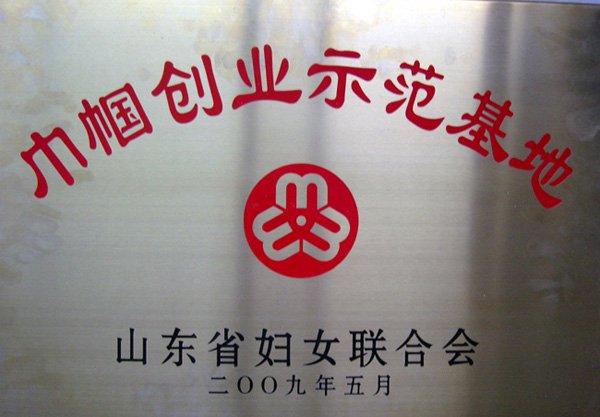 巾帼创业示范基地
山东省妇女联合会
二〇〇九年五月